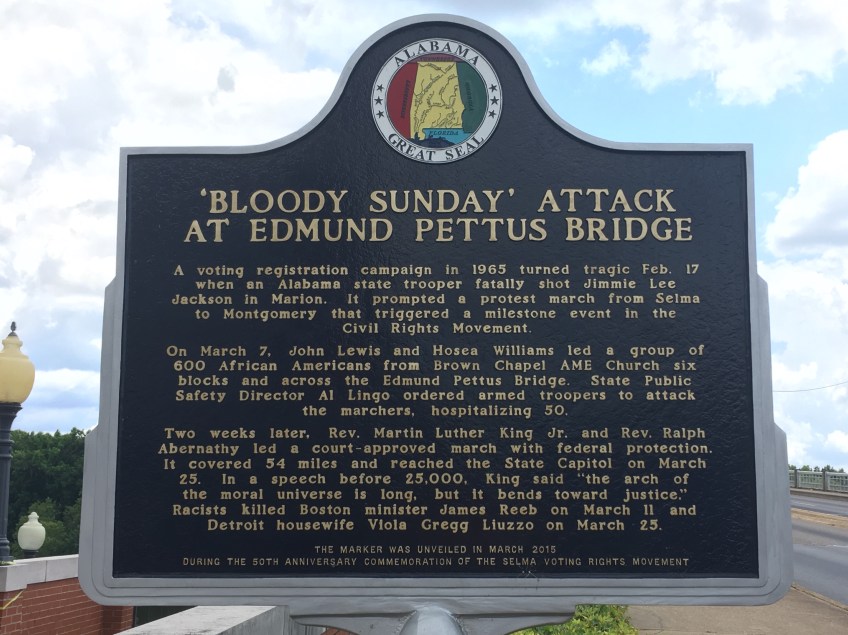 ALABAMA
FLORIDA
GREAT SEAL
‘BLOODY SUNDAY’ ATTACK
AT EDMUND PETTUS BRIDGE
A voting registration campaign in 1965 turned tragic Feb. 17
when an Alabama state trooper fatally shot Jimmie Lee
Jackson in Marion. It prompted a protest march from Selma
to Montgomery that triggered a milestone event in the
Civil Rights Movement.
On March 7, John Lewis and Hosea Williams led a group of
600 African Americans from Brown Chapel AME Church six
blocks and across the Edmund Pettus Bridge. State Public
Safety Director Al Lingo ordered armed troopers to attack
the marchers, hospitalizing 50.
Two weeks later, Rev. Martin Luther King Jr. and Rev. Ralph
Abernathy led a court-approved march with federal protection.
It covered 54 miles and reached the State Capitol on March
25. In a speech before 25,000, King said “the arch of
the moral universe is long, but it bends toward justice.”
Racists killed Boston minister James Reeb on March 11 and
Detroit housewife Viola Gregg Liuzzo on March 25.
THE MARKER WAS UNVEILED IN MARCH 2015
DURING THE 50TH ANNIVERSARY COMMEMORATION OF THE SELMA VOTING RIGHTS MOVEMENT